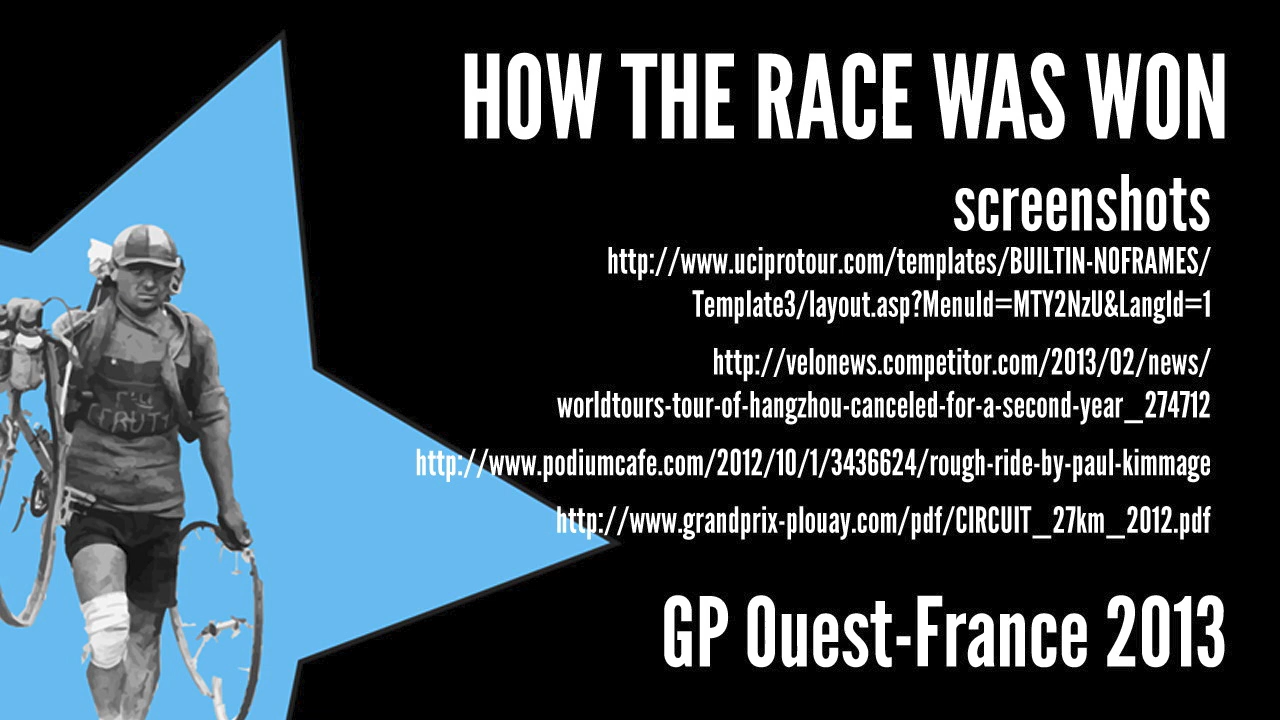 HOW THE RACE WAS WON
screenshots
http://www.uciprotour.com/templates/BUILTIN-NOFRAMES/
Template3/layout.asp?MenuId=MTY2NzU&LangId=1
http://velonews.competitor.com/2013/02/news/
worldtours-tour-of-hangzhou-canceled-for-a-second-year_274712
http://www.podiumcafe.com/2012/10/1/3436624/rough-ride-by-paul-kimmage
http://www.grandprix-plouay.com/pdf/CIRCUIT_27km_2012.pdf
GP Ouest-France 2013